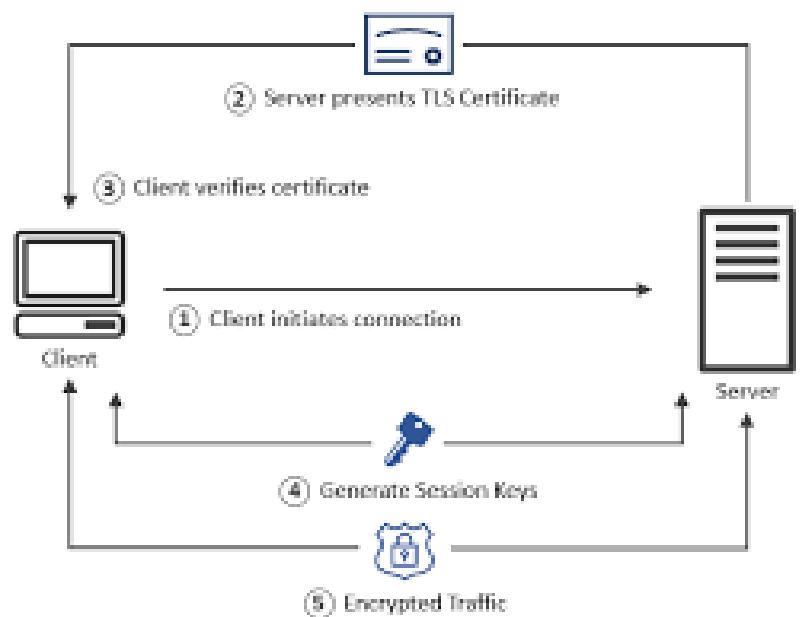 ② Server presents TLS Certificate
③ Client verifies certificate
① Client initiates connection
Client
Server
④ Generate Session Keys
⑤ Encrypted Traffic